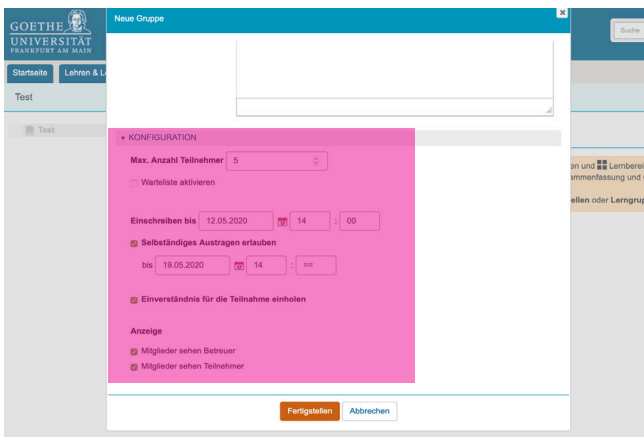 GOETHE
UNIVERSITÄT
FRANKFURT AM MAIN
Neue Gruppe
Suche
Startseite
Lehren & L
Test
Test
KONFIGURATION
Max. Anzahl Teilnehmer 5
Warteliste aktivieren
Einschreiben bis 12.05.2020 14 : 00
Selbständiges Austragen erlauben
bis 19.05.2020 14 : ==
Einverständnis für die Teilnahme einholen
Anzeige
Mitglieder sehen Betreuer
Mitglieder sehen Teilnehmer
en und Lernberei
mmenfassung und
ellen oder Lerngrup
Fertigstellen Abbrechen